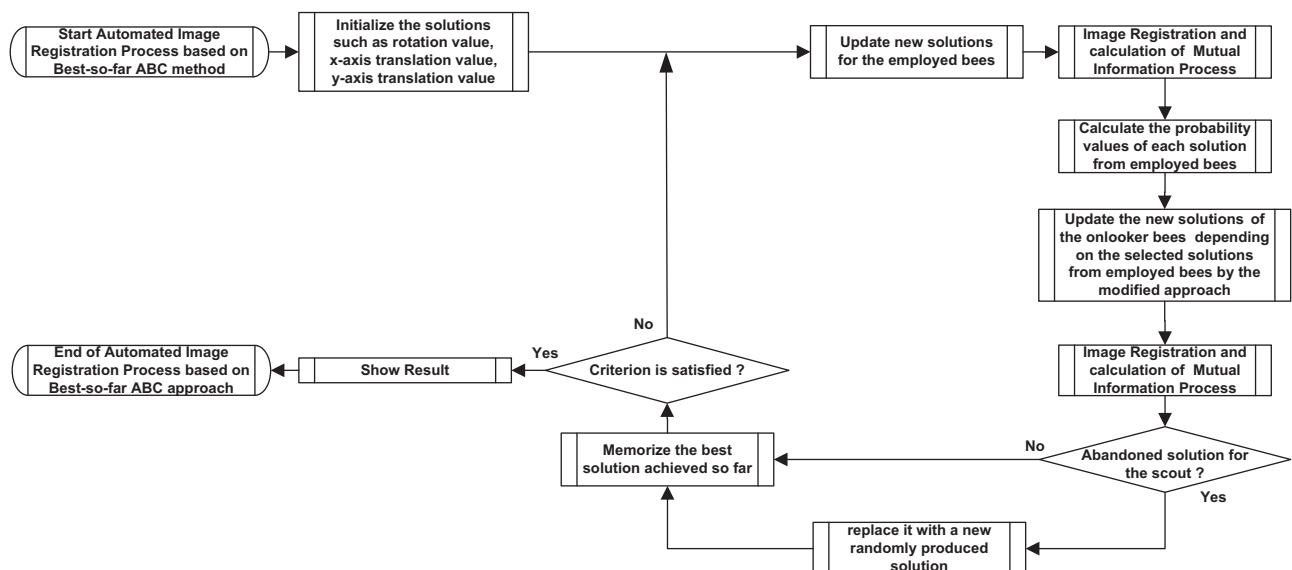 Start Automated Image
Registration Process based on
Best-so-far ABC method
Initialize the solutions
such as rotation value,
x-axis translation value,
y-axis translation value
Update new solutions
for the employed bees
Image Registration and
calculation of Mutual
Information Process
Calculate the probability
values of each solution
from employed bees
Update the new solutions of
the onlooker bees depending
on the selected solutions
from employed bees by the
modified approach
Image Registration and
calculation of Mutual
Information Process
Abandoned solution for
the scout ?
No
Yes
replace it with a new
randomly produced
solution
Memorize the best
solution achieved so far
Criterion is satisfied ?
No
Yes
Show Result
End of Automated Image
Registration Process based on
Best-so-far ABC approach